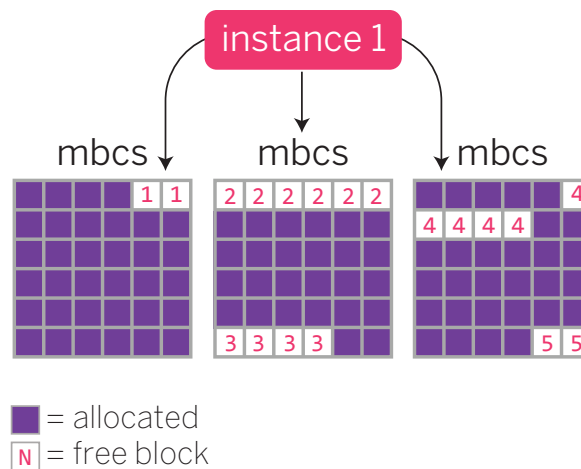 instance 1
mbcs mbcs mbcs
1 1 2 2 2 2 2 2 4
4 4 4 4
3 3 3 3 5 5
= allocated
N = free block